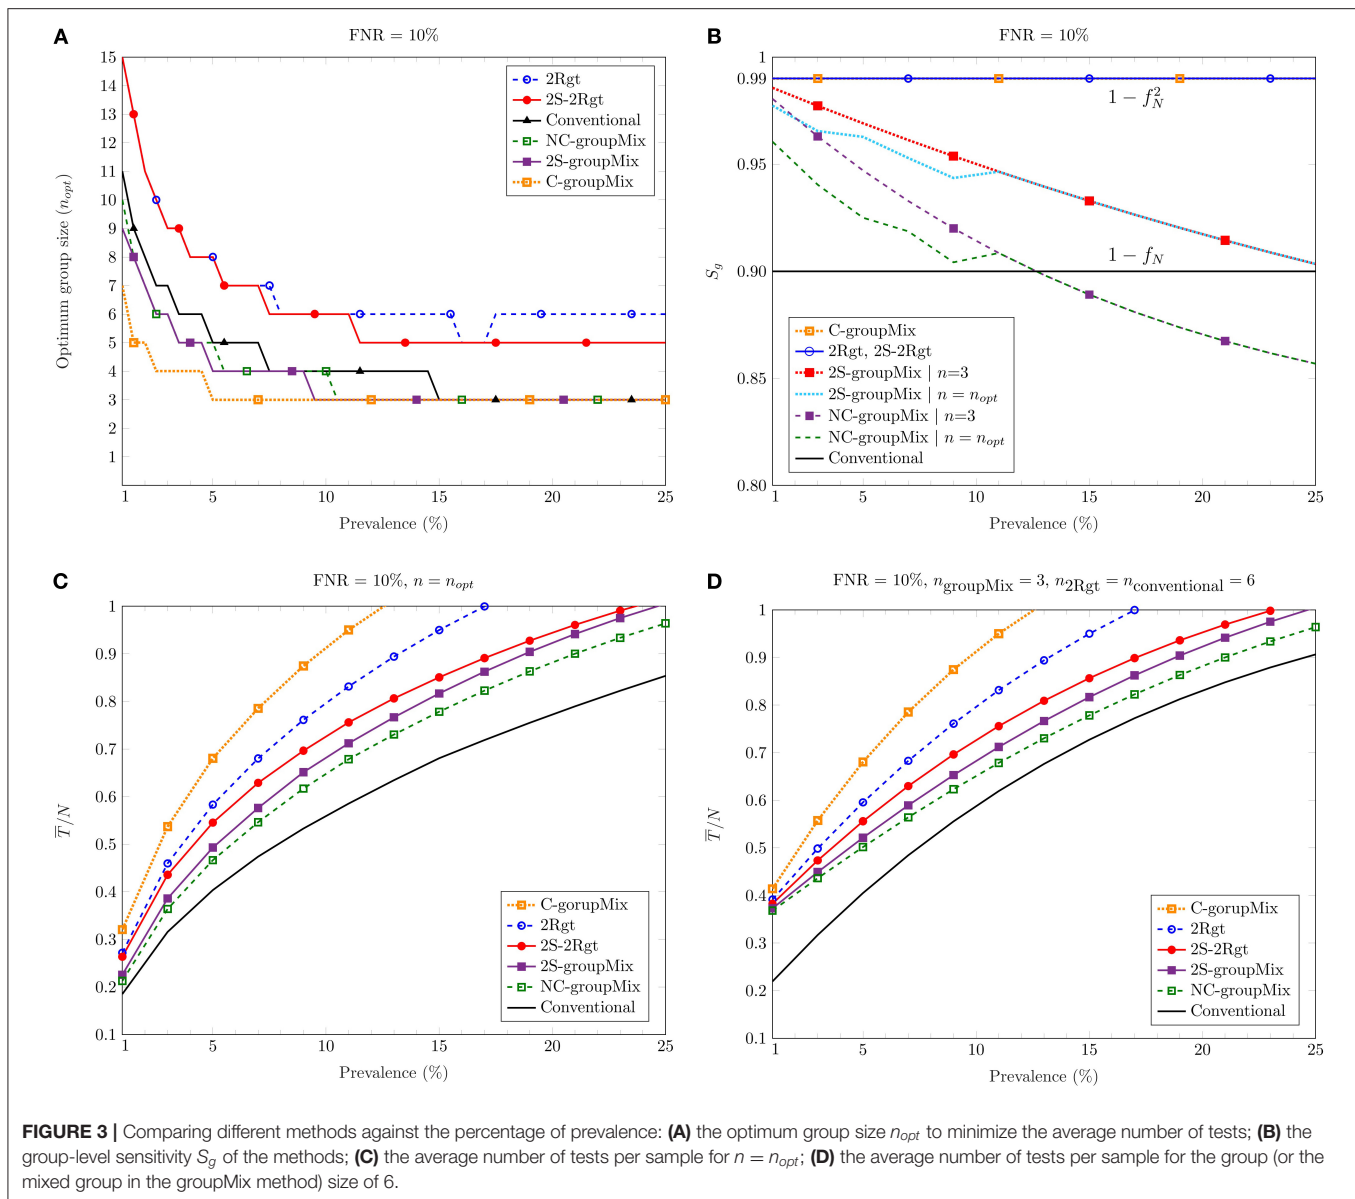 A
FNR = 10%
15
14
13
12
11
10
9
8
7
6
5
4
3
2
1
Optimum group size (n_opt)
2Rgt
2S-2Rgt
Conventional
NC-groupMix
2S-groupMix
C-groupMix
1 5 10 15 20 25
Prevalence (%)
B
FNR = 10%
1
0.99
0.95
0.90
0.85
0.80
S_g
1 − f_N^2
1 − f_N
C-groupMix
2Rgt, 2S-2Rgt
2S-groupMix | n=3
2S-groupMix | n = n_opt
NC-groupMix | n=3
NC-groupMix | n = n_opt
Conventional
1 5 10 15 20 25
Prevalence (%)
C
FNR = 10%, n = n_opt
1
0.9
0.8
0.7
0.6
0.5
0.4
0.3
0.2
0.1
T̅/N
C-gorupMix
2Rgt
2S-2Rgt
2S-groupMix
NC-groupMix
Conventional
1 5 10 15 20 25
Prevalence (%)
D
FNR = 10%, n_groupMix = 3, n_2Rgt = n_conventional = 6
1
0.9
0.8
0.7
0.6
0.5
0.4
0.3
0.2
0.1
T̅/N
C-gorupMix
2Rgt
2S-2Rgt
2S-groupMix
NC-groupMix
Conventional
1 5 10 15 20 25
Prevalence (%)
FIGURE 3 | Comparing different methods against the percentage of prevalence: (A) the optimum group size n_opt to minimize the average number of tests; (B) the
group-level sensitivity S_g of the methods; (C) the average number of tests per sample for n = n_opt; (D) the average number of tests per sample for the group (or the
mixed group in the groupMix method) size of 6.